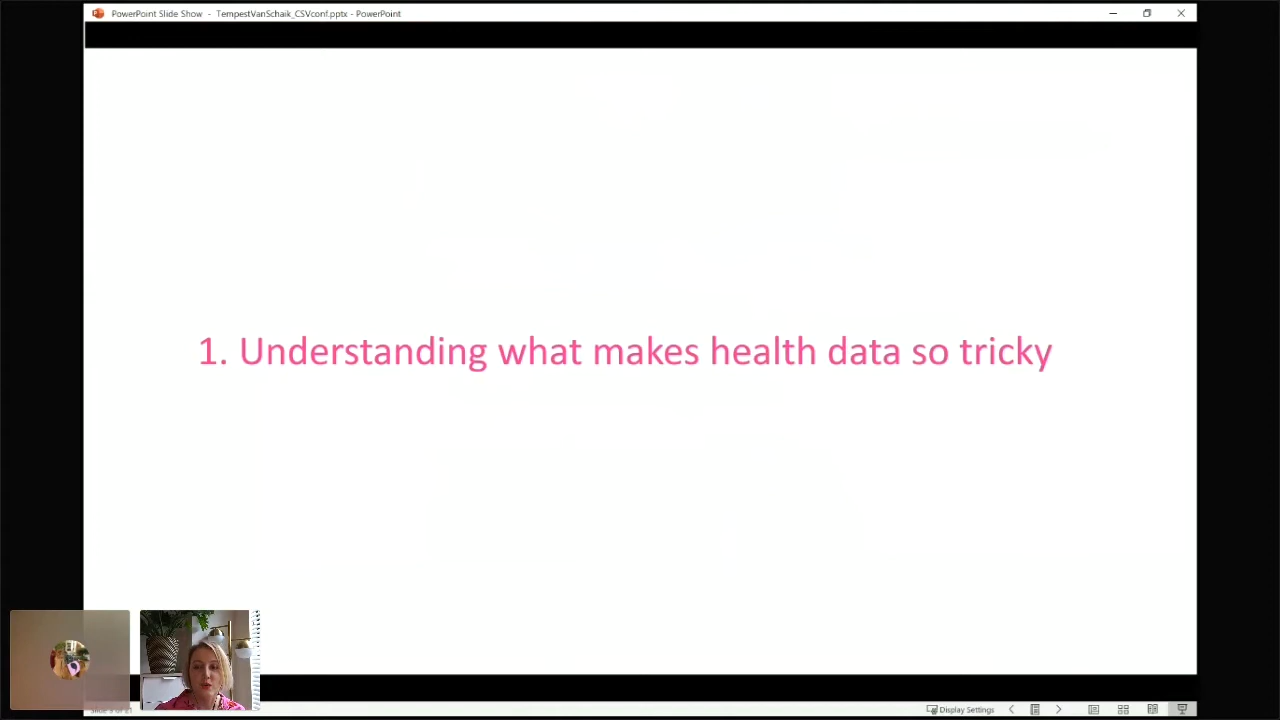 PowerPoint Slide Show - TempestVanSchaik_CSVconf.pptx - PowerPoint
1. Understanding what makes health data so tricky
Display Settings